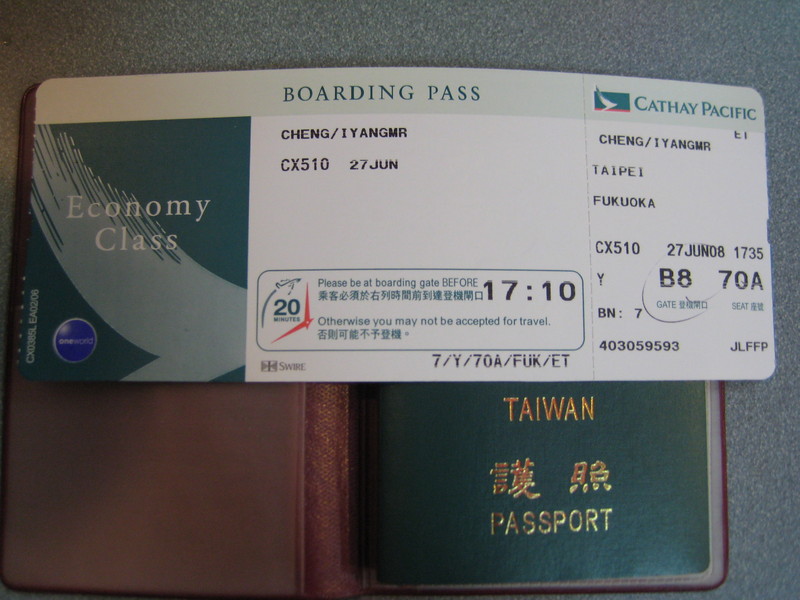 BOARDING PASS
CHENG/IYANGMR
CX510 27JUN
Economy
Class
20
MINUTES
Please be at boarding gate BEFORE
乘客必須於右列時間前到達登機閘口
17:10
Otherwise you may not be accepted for travel.
否則可能不予登機。
oneworld
CX0385L EA02/06
SWIRE
7/Y/70A/FUK/ET
CATHAY PACIFIC
ET
CHENG/IYANGMR
TAIPEI
FUKUOKA
CX510 27JUN08 1735
Y B8 70A
GATE 登機閘口 SEAT 座號
BN: 7
403059593 JLFFP
TAIWAN
護照
PASSPORT